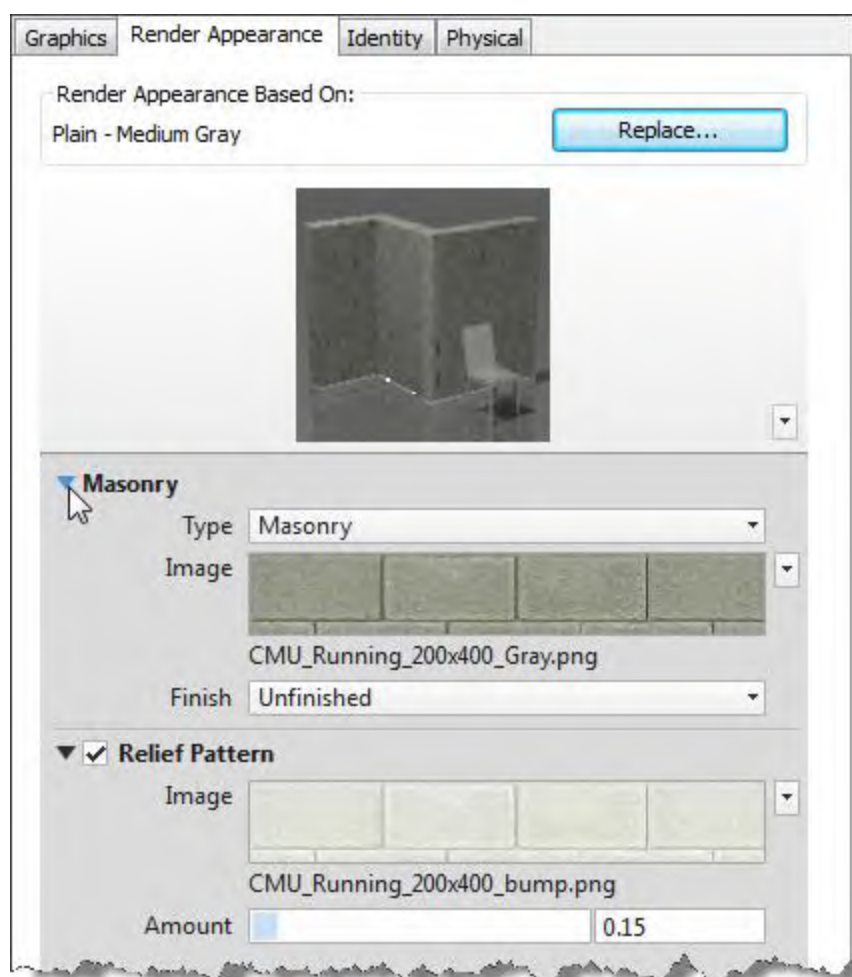 Graphics Render Appearance Identity Physical
Render Appearance Based On:
Plain - Medium Gray Replace...
Masonry
Type Masonry
Image
CMU_Running_200x400_Gray.png
Finish Unfinished
Relief Pattern
Image
CMU_Running_200x400_bump.png
Amount 0.15